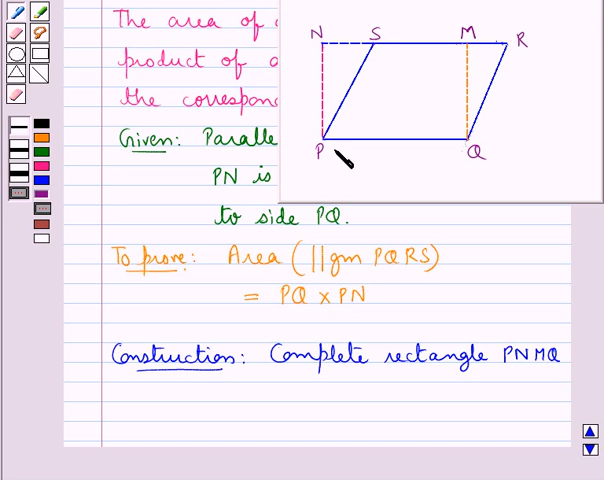 The area of
product of
the correspon
Given: Paralle
PN is
to side PQ.
To prove: Area (||gm PQRS)
= PQ × PN
Construction: Complete rectangle PNMQ
N S M R
P Q